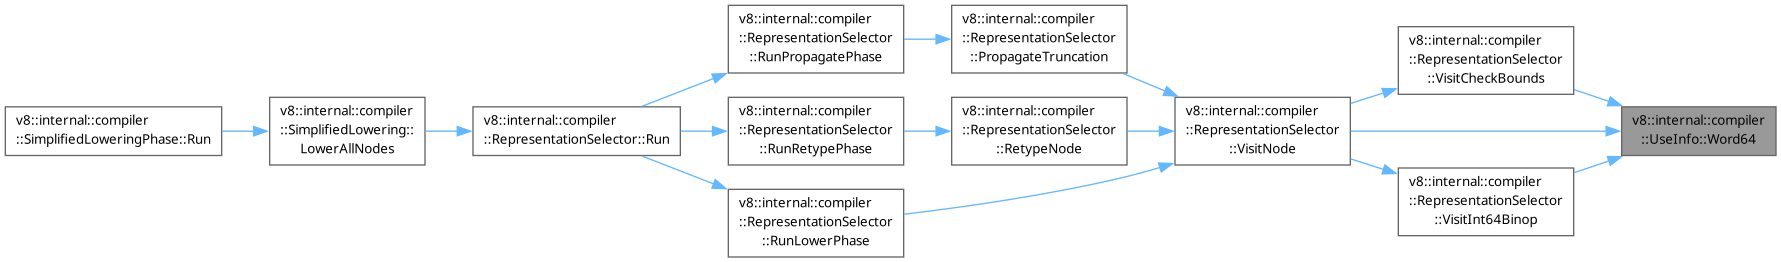 v8::internal::compiler
::SimplifiedLoweringPhase::Run
v8::internal::compiler
::SimplifiedLowering::
LowerAllNodes
v8::internal::compiler
::RepresentationSelector::Run
v8::internal::compiler
::RepresentationSelector
::RunPropagatePhase
v8::internal::compiler
::RepresentationSelector
::RunRetypePhase
v8::internal::compiler
::RepresentationSelector
::RunLowerPhase
v8::internal::compiler
::RepresentationSelector
::PropagateTruncation
v8::internal::compiler
::RepresentationSelector
::RetypeNode
v8::internal::compiler
::RepresentationSelector
::VisitNode
v8::internal::compiler
::RepresentationSelector
::VisitCheckBounds
v8::internal::compiler
::RepresentationSelector
::VisitInt64Binop
v8::internal::compiler
::UseInfo::Word64